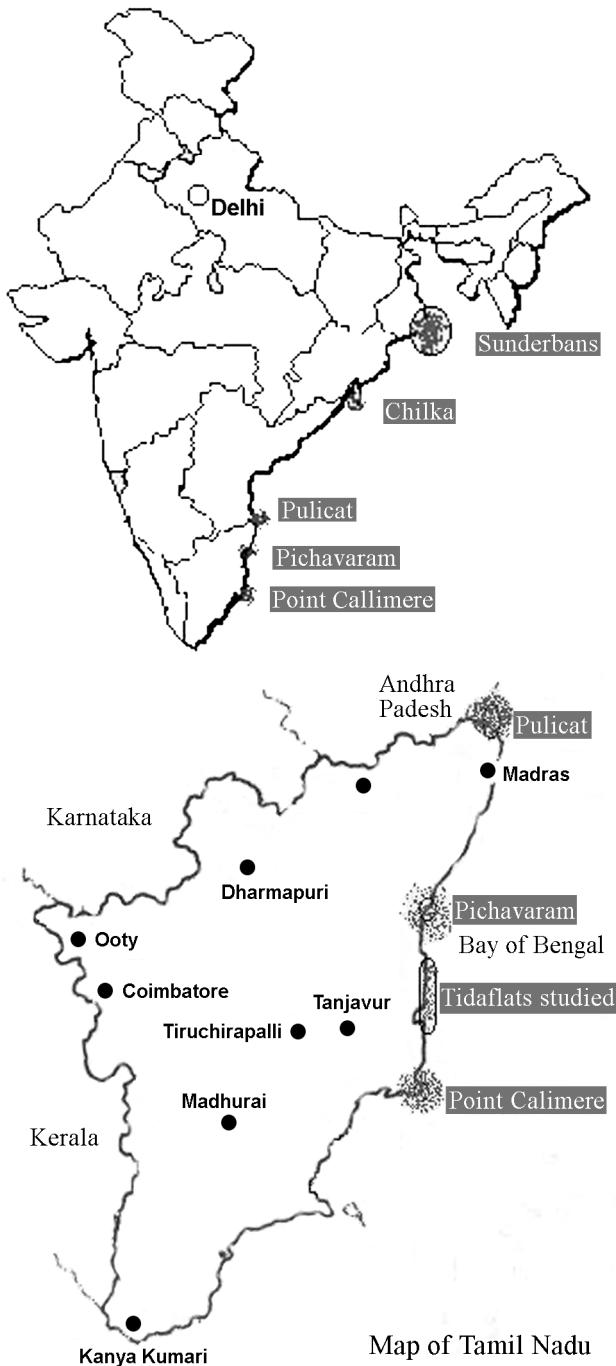 Delhi
Sunderbans
Chilka
Pulicat
Pichavaram
Point Callimere
Andhra
Padesh
Pulicat
Madras
Karnataka
Dharmapuri
Pichavaram
Ooty
Bay of Bengal
Coimbatore
Tidaflats studied
Tanjavur
Tiruchirapalli
Point Calimere
Madhurai
Kerala
Map of Tamil Nadu
Kanya Kumari